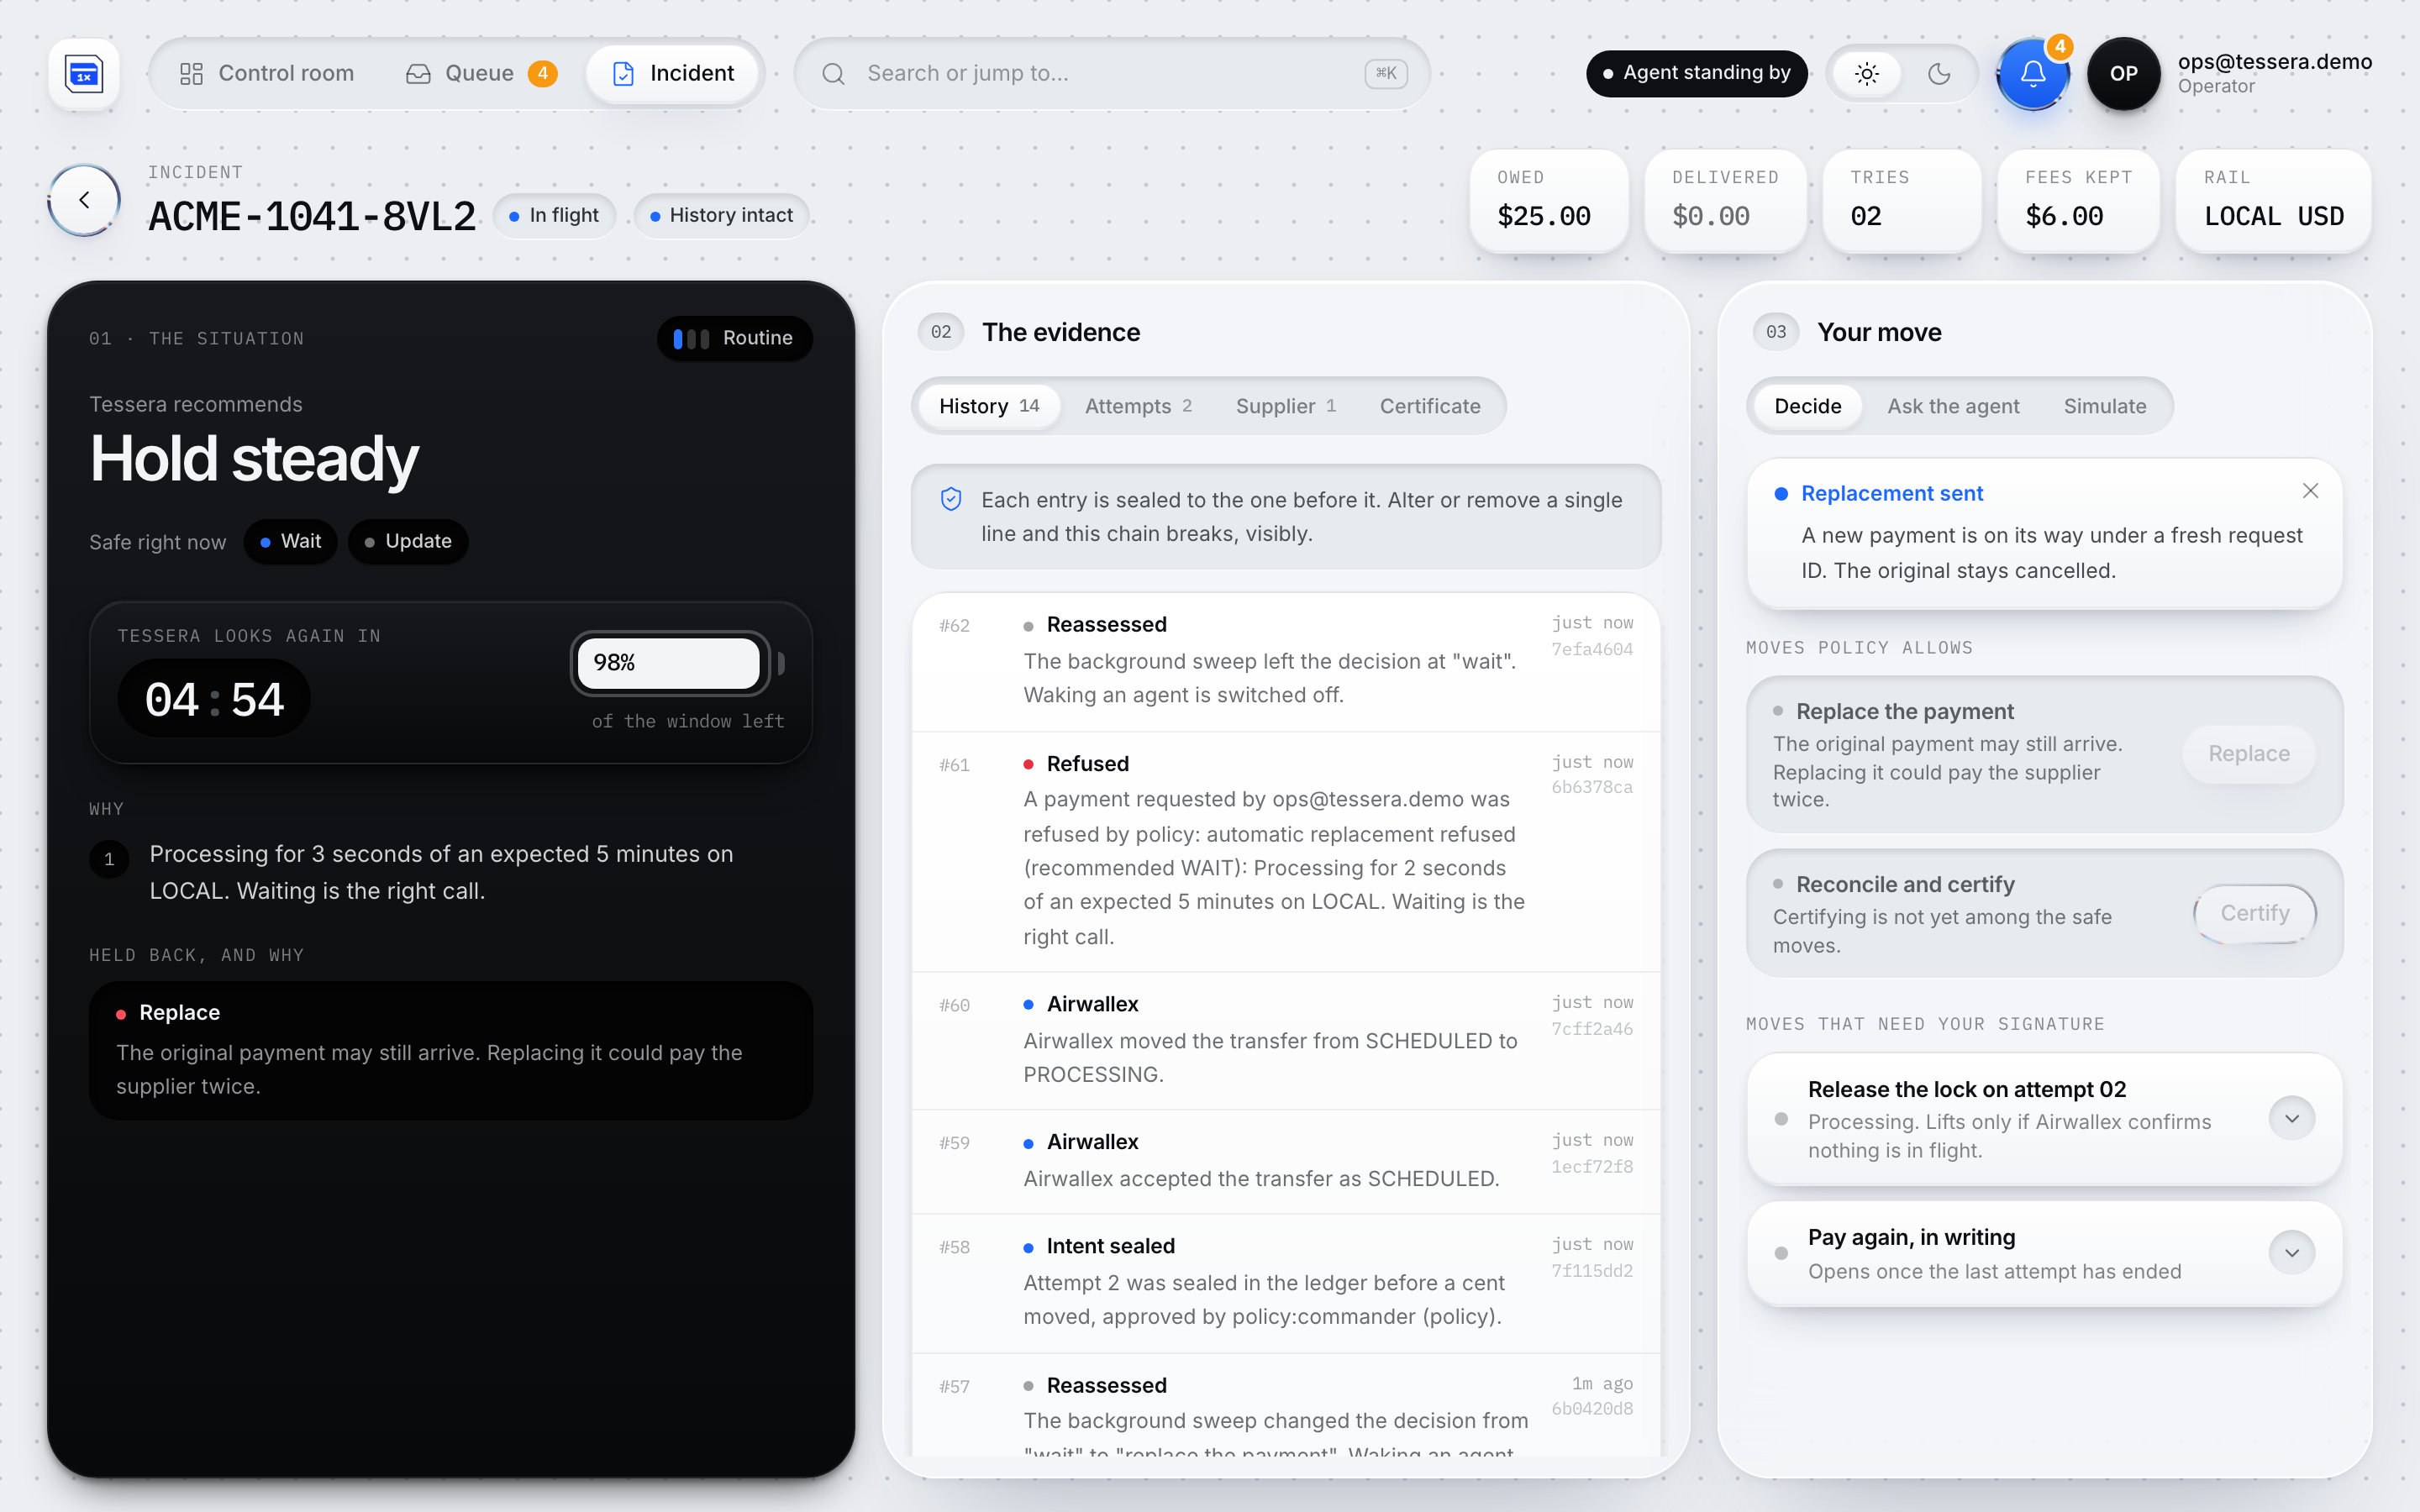 1x
Control room
Queue 4
Incident
Search or jump to...
⌘K
Agent standing by
4
OP
ops@tessera.demo
Operator
INCIDENT
ACME-1041-8VL2
In flight
History intact
OWED
$25.00
DELIVERED
$0.00
TRIES
02
FEES KEPT
$6.00
RAIL
LOCAL USD
01 · THE SITUATION
Routine
Tessera recommends
Hold steady
Safe right now
Wait
Update
TESSERA LOOKS AGAIN IN
04:54
98%
of the window left
WHY
1
Processing for 3 seconds of an expected 5 minutes on
LOCAL. Waiting is the right call.
HELD BACK, AND WHY
Replace
The original payment may still arrive. Replacing it could pay the
supplier twice.
02
The evidence
History 14
Attempts 2
Supplier 1
Certificate
Each entry is sealed to the one before it. Alter or remove a single
line and this chain breaks, visibly.
#62
Reassessed
just now
7efa4604
The background sweep left the decision at "wait".
Waking an agent is switched off.
#61
Refused
just now
6b6378ca
A payment requested by ops@tessera.demo was
refused by policy: automatic replacement refused
(recommended WAIT): Processing for 2 seconds
of an expected 5 minutes on LOCAL. Waiting is the
right call.
#60
Airwallex
just now
7cff2a46
Airwallex moved the transfer from SCHEDULED to
PROCESSING.
#59
Airwallex
just now
1ecf72f8
Airwallex accepted the transfer as SCHEDULED.
#58
Intent sealed
just now
7f115dd2
Attempt 2 was sealed in the ledger before a cent
moved, approved by policy:commander (policy).
#57
Reassessed
1m ago
6b0420d8
The background sweep changed the decision from
"wait" to "replace the payment". Waking an agent
03
Your move
Decide
Ask the agent
Simulate
Replacement sent
A new payment is on its way under a fresh request
ID. The original stays cancelled.
MOVES POLICY ALLOWS
Replace the payment
The original payment may still arrive.
Replacing it could pay the supplier
twice.
Replace
Reconcile and certify
Certifying is not yet among the safe
moves.
Certify
MOVES THAT NEED YOUR SIGNATURE
Release the lock on attempt 02
Processing. Lifts only if Airwallex confirms
nothing is in flight.
Pay again, in writing
Opens once the last attempt has ended